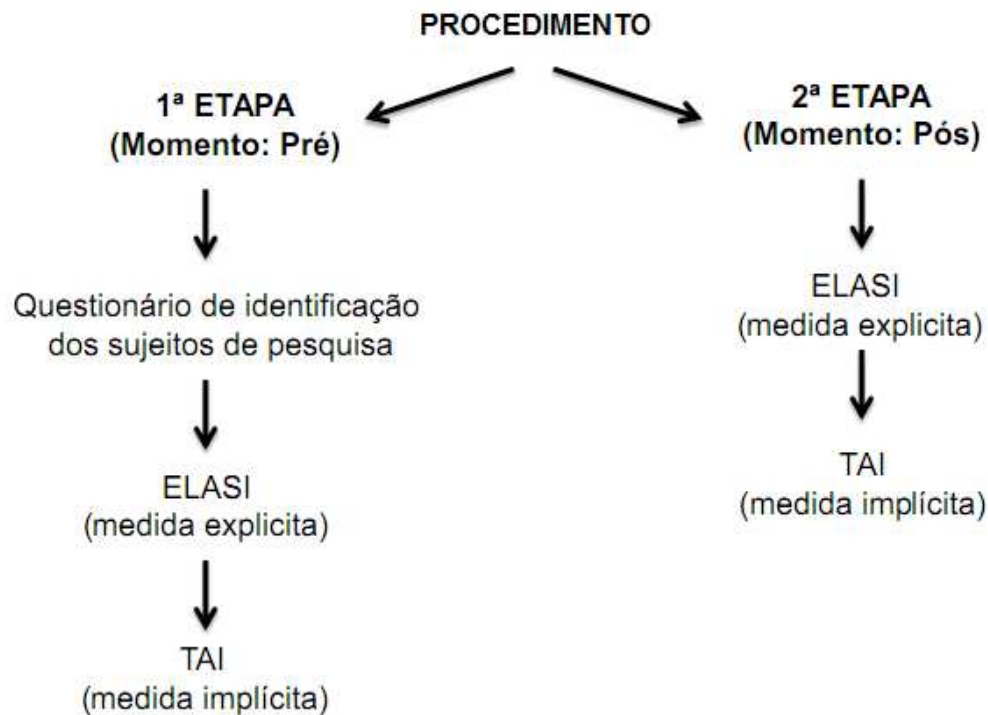 PROCEDIMENTO
1ª ETAPA
(Momento: Pré)
Questionário de identificação
dos sujeitos de pesquisa
ELASI
(medida explicita)
TAI
(medida implícita)
2ª ETAPA
(Momento: Pós)
ELASI
(medida explicita)
TAI
(medida implícita)